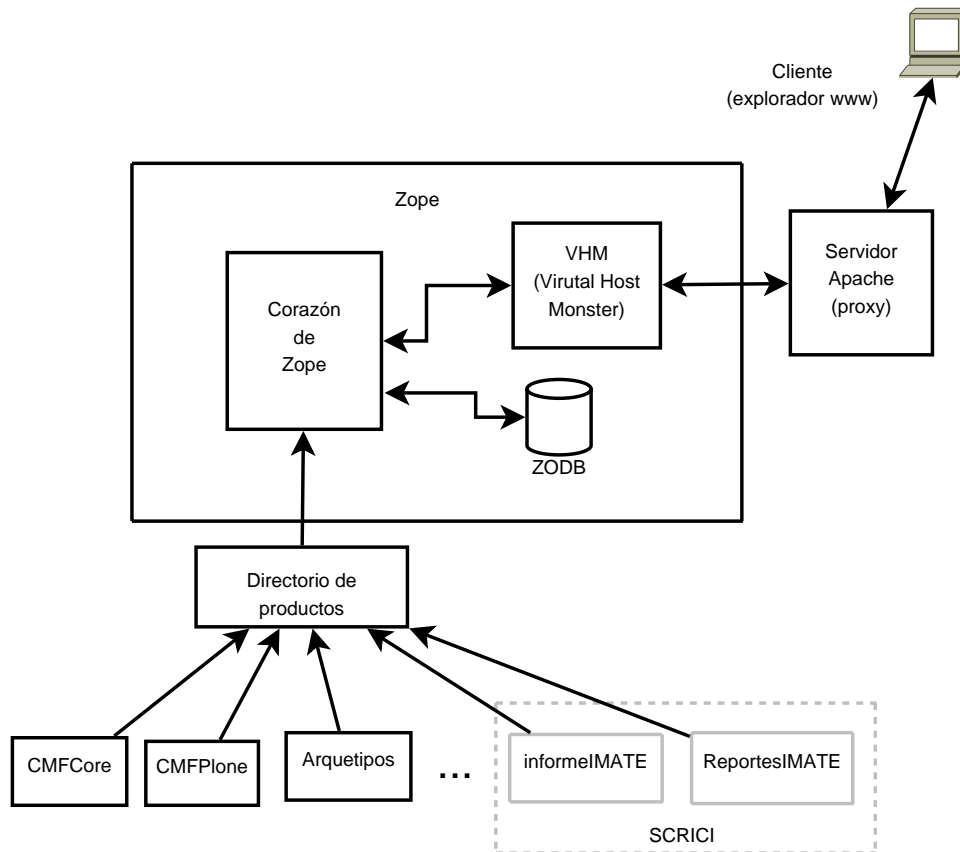 Cliente
(explorador www)
Zope
VHM
(Virutal Host
Monster)
Servidor
Apache
(proxy)
Corazón
de
Zope
ZODB
Directorio de
productos
CMFCore
CMFPlone
Arquetipos
...
informeIMATE
ReportesIMATE
SCRICI